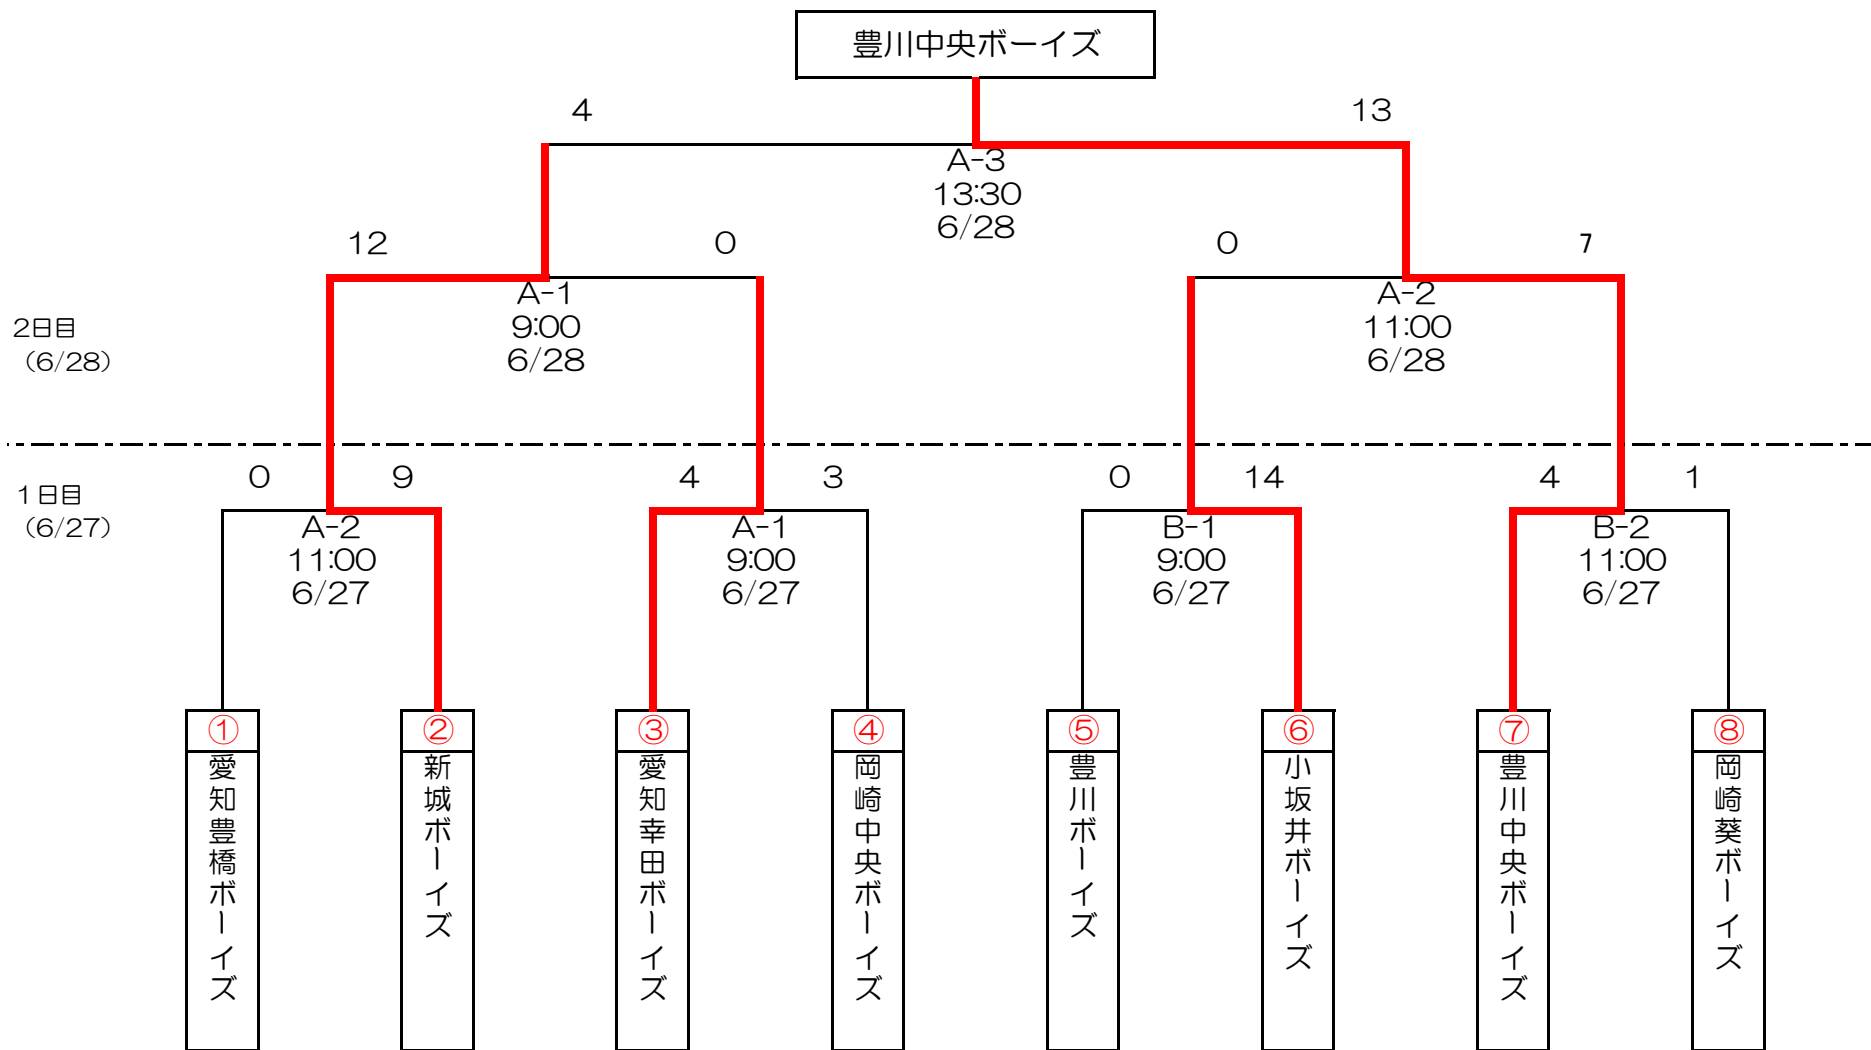 豊川中央ボーイズ
4
13
A-3
13:30
6/28
12
0
0
7
A-1
9:00
6/28
A-2
11:00
6/28
2日目
（6/28）
0
9
4
3
0
14
4
1
1日目
（6/27）
A-2
11:00
6/27
A-1
9:00
6/27
B-1
9:00
6/27
B-2
11:00
6/27
①
愛知豊橋ボーイズ
②
新城ボーイズ
③
愛知幸田ボーイズ
④
岡崎中央ボーイズ
⑤
豊川ボーイズ
⑥
小坂井ボーイズ
⑦
豊川中央ボーイズ
⑧
岡崎葵ボーイズ